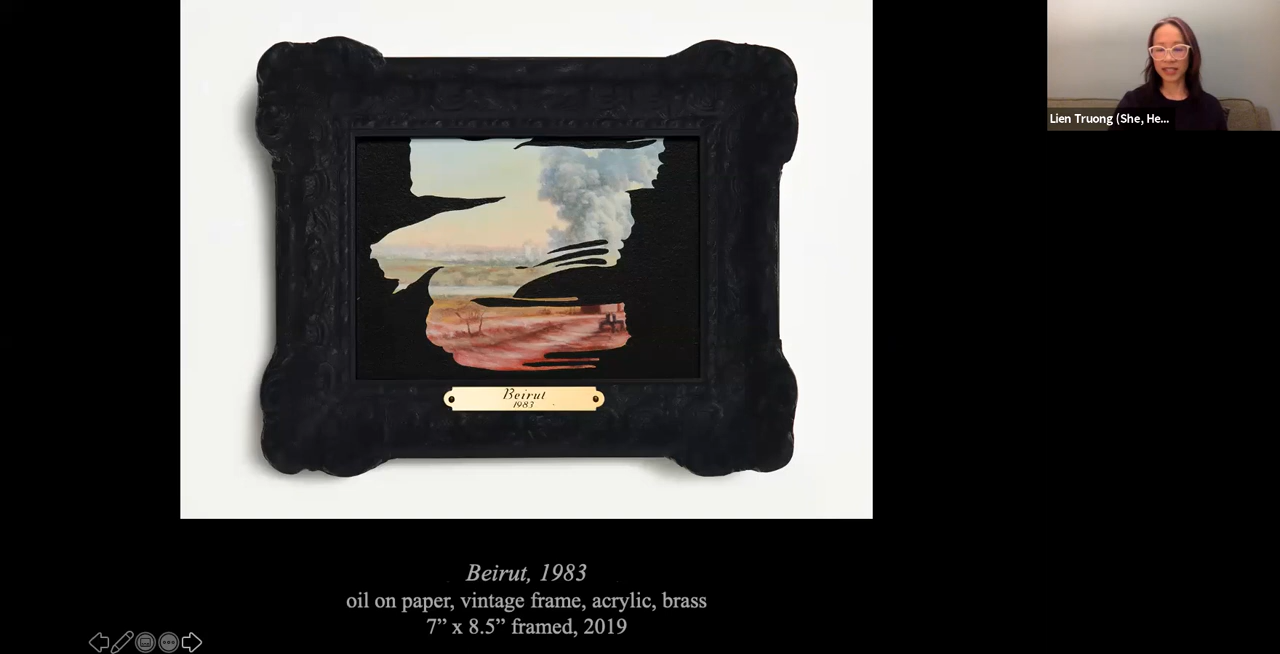 Lien Truong (She, He...
Beirut
1983
Beirut, 1983
oil on paper, vintage frame, acrylic, brass
7” x 8.5” framed, 2019